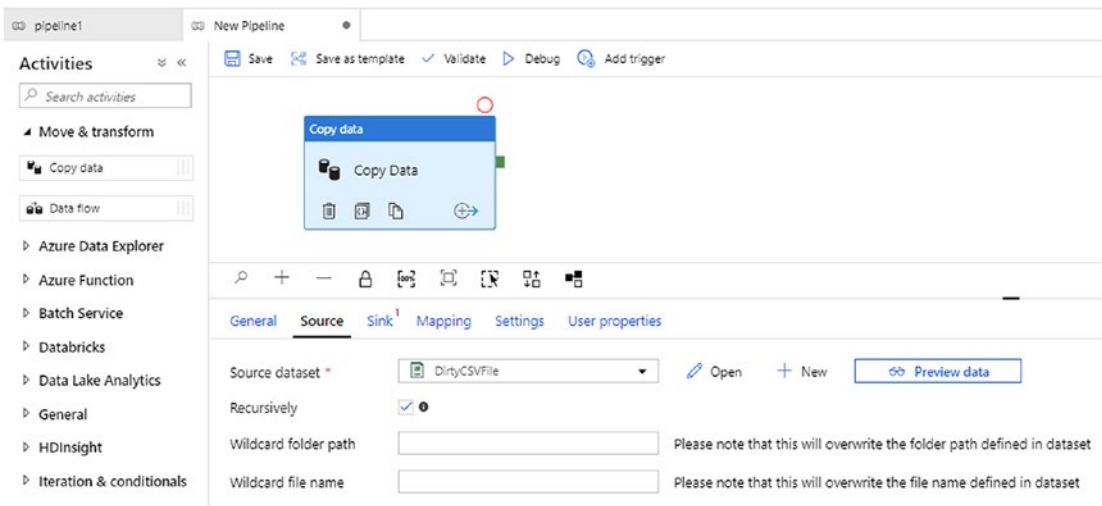 pipeline1
New Pipeline
Activities
Search activities
Move & transform
Copy data
Data flow
Azure Data Explorer
Azure Function
Batch Service
Databricks
Data Lake Analytics
General
HDInsight
Iteration & conditionals
Save Save as template Validate Debug Add trigger
Copy data
Copy Data
General Source Sink 1 Mapping Settings User properties
Source dataset * DirtyCSVFile Open New Preview data
Recursively
Wildcard folder path Please note that this will overwrite the folder path defined in dataset
Wildcard file name Please note that this will overwrite the file name defined in dataset